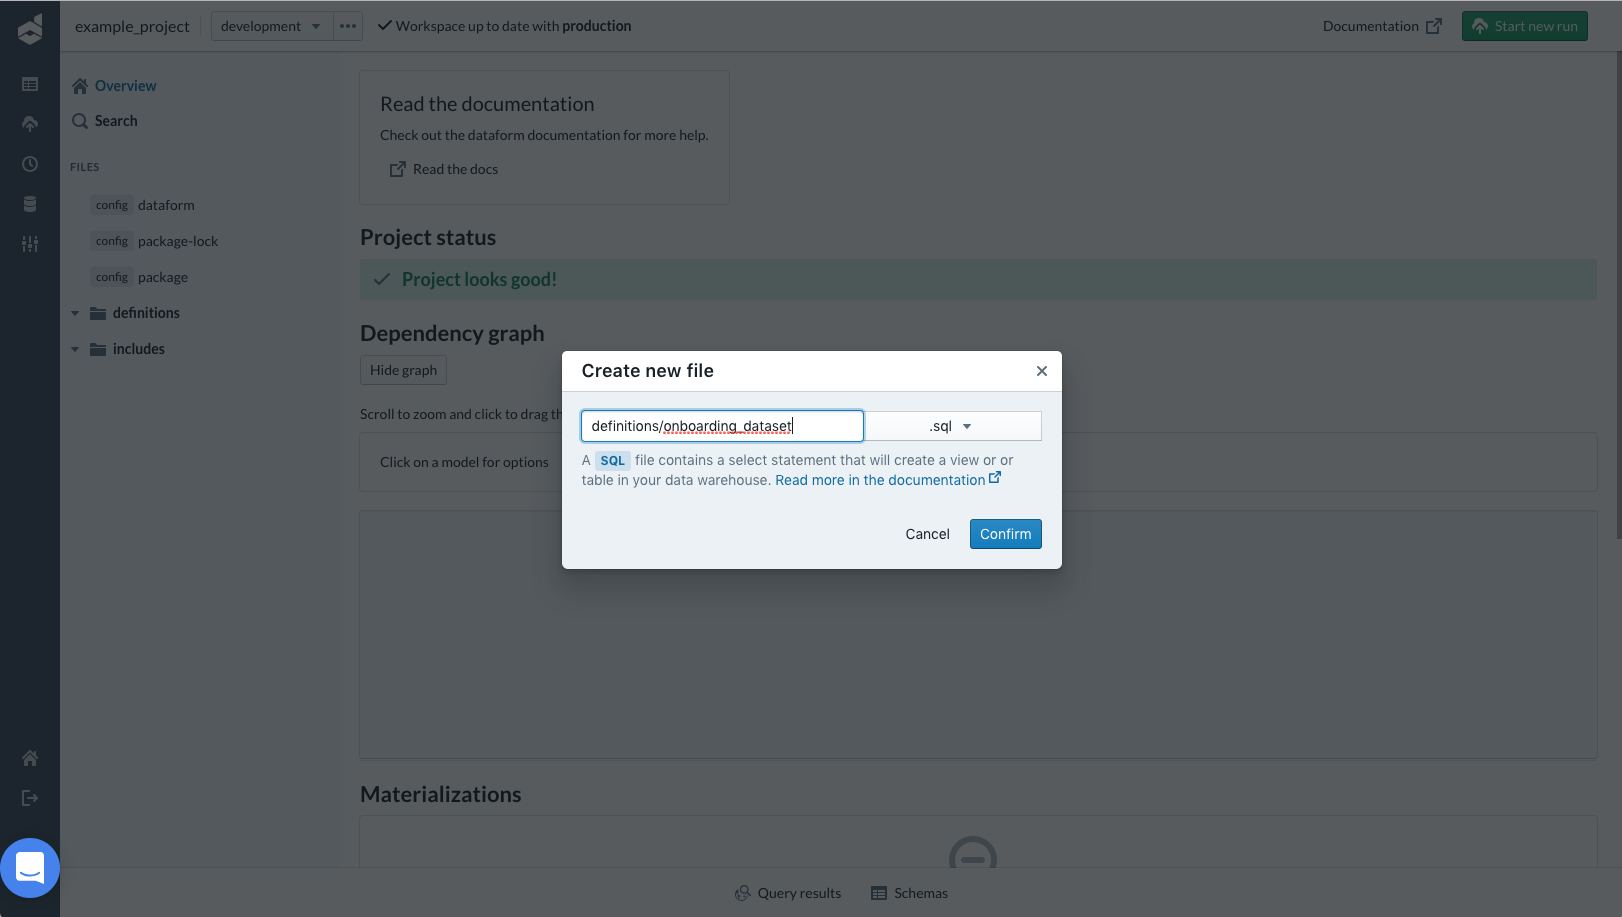 example_project
development
Workspace up to date with production
Documentation
Start new run
Overview
Search
FILES
config dataform
config package-lock
config package
definitions
includes
Read the documentation
Check out the dataform documentation for more help.
Read the docs
Project status
Project looks good!
Dependency graph
Hide graph
Scroll to zoom and click to drag th
Click on a model for options
Create new file
definitions/onboarding_dataset
.sql
A SQL file contains a select statement that will create a view or or
table in your data warehouse. Read more in the documentation
Cancel
Confirm
Materializations
Query results
Schemas